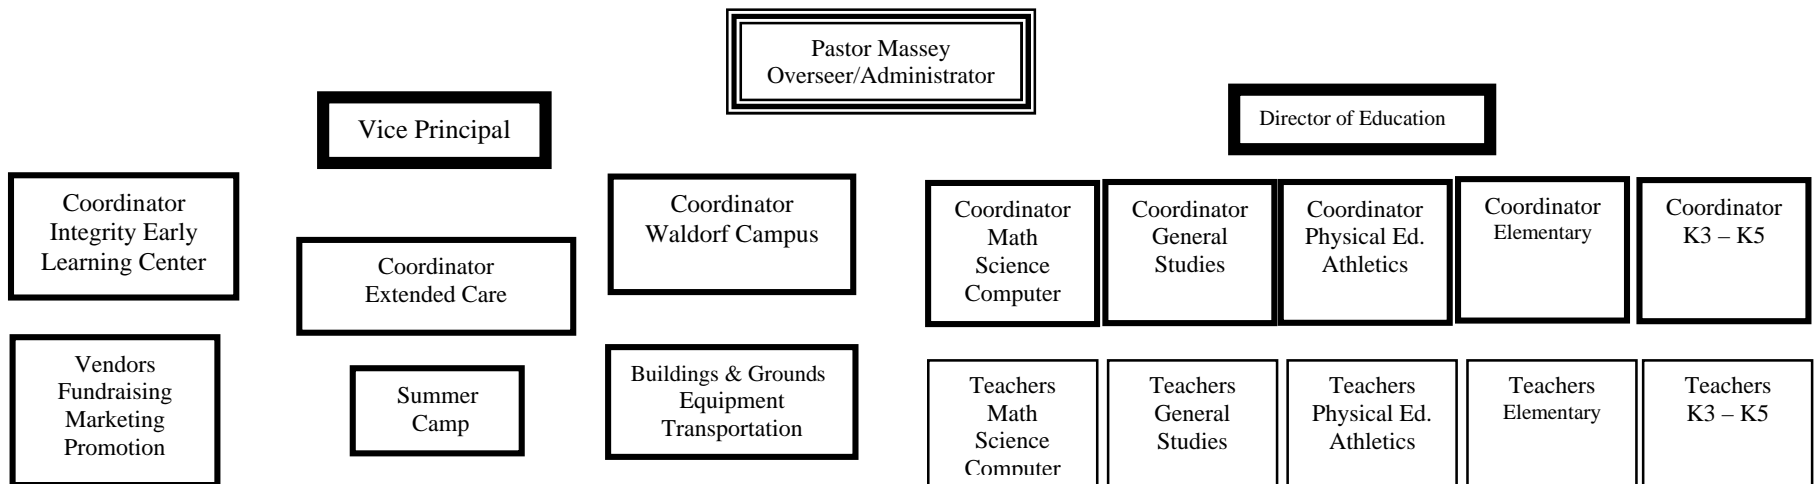 Pastor Massey
Overseer/Administrator
Vice Principal
Director of Education
Coordinator
Integrity Early
Learning Center
Coordinator
Extended Care
Coordinator
Waldorf Campus
Coordinator
Math
Science
Computer
Coordinator
General
Studies
Coordinator
Physical Ed.
Athletics
Coordinator
Elementary
Coordinator
K3 – K5
Vendors
Fundraising
Marketing
Promotion
Summer
Camp
Buildings & Grounds
Equipment
Transportation
Teachers
Math
Science
Computer
Teachers
General
Studies
Teachers
Physical Ed.
Athletics
Teachers
Elementary
Teachers
K3 – K5